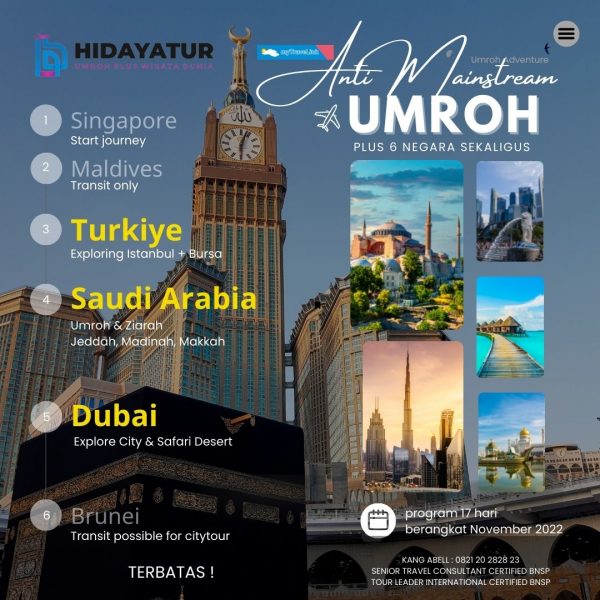 HIDAYATUR
UMROH PLUS WISATA DUNIA
myTravel.link
Umroh Adventure
Anti Mainstream
UMROH
PLUS 6 NEGARA SEKALIGUS
1
Singapore
Start journey
2
Maldives
Transit only
3
Turkiye
Exploring Istanbul + Bursa
4
Saudi Arabia
Umroh & Ziarah
Jeddah, Madinah, Makkah
5
Dubai
Explore City & Safari Desert
6
Brunei
Transit possible for citytour
TERBATAS !
program 17 hari
berangkat November 2022
KANG ABELL : 0821 20 2828 23
SENIOR TRAVEL CONSULTANT CERTIFIED BNSP
TOUR LEADER INTERNATIONAL CERTIFIED BNSP